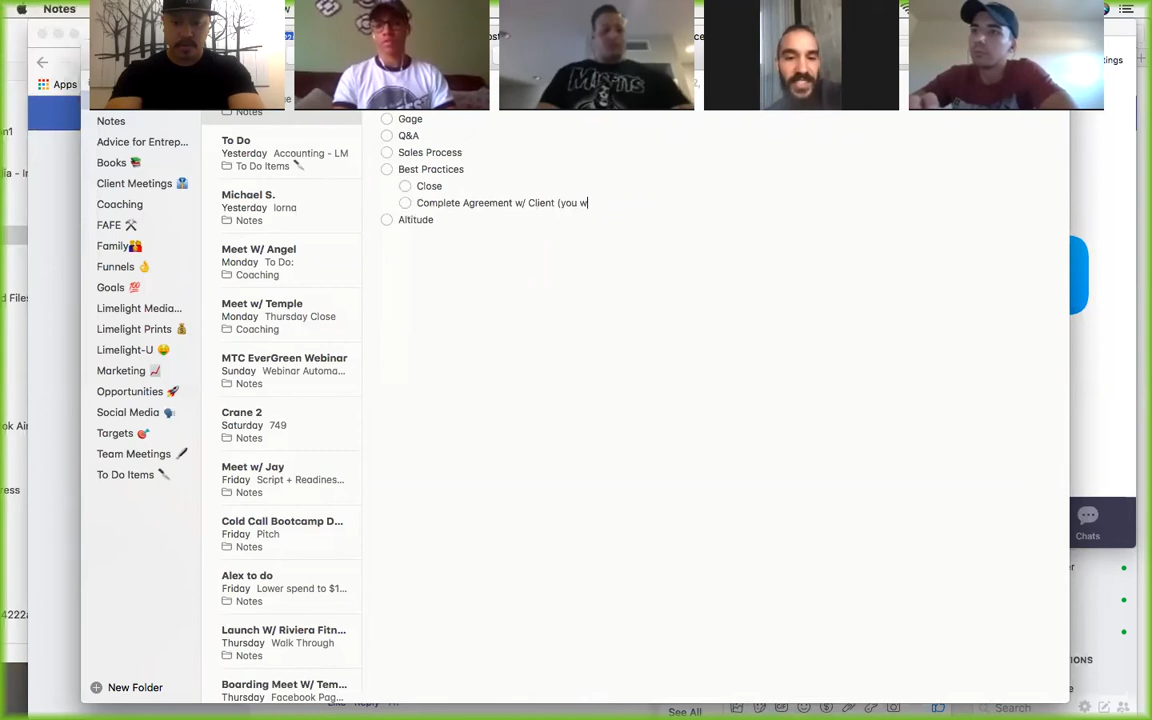 Notes
Apps
Notes
Advice for Entrep...
Books
Client Meetings
Coaching
FAFE
Family
Funnels
Goals
Limelight Media...
Limelight Prints
Limelight-U
Marketing
Opportunities
Social Media
Targets
Team Meetings
To Do Items
New Folder
Notes
To Do
Yesterday Accounting - LM
To Do Items
Michael S.
Yesterday lorna
Notes
Meet W/ Angel
Monday To Do:
Coaching
Meet w/ Temple
Monday Thursday Close
Coaching
MTC EverGreen Webinar
Sunday Webinar Automa...
Notes
Crane 2
Saturday 749
Notes
Meet w/ Jay
Friday Script + Readines...
Notes
Cold Call Bootcamp D...
Friday Pitch
Notes
Alex to do
Friday Lower spend to $1...
Notes
Launch W/ Riviera Fitn...
Thursday Walk Through
Notes
Boarding Meet W/ Tem...
Thursday Facebook Pag...
Gage
Q&A
Sales Process
Best Practices
Close
Complete Agreement w/ Client (you w
Altitude
MISFITS
Chats
See All
Search